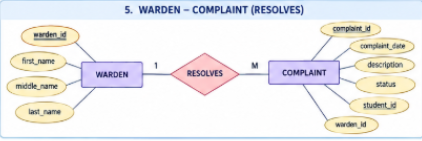 5. WARDEN – COMPLAINT (RESOLVES)
warden_id
first_name
middle_name
last_name
WARDEN
1
RESOLVES
M
COMPLAINT
complaint_id
complaint_date
description
status
student_id
warden_id